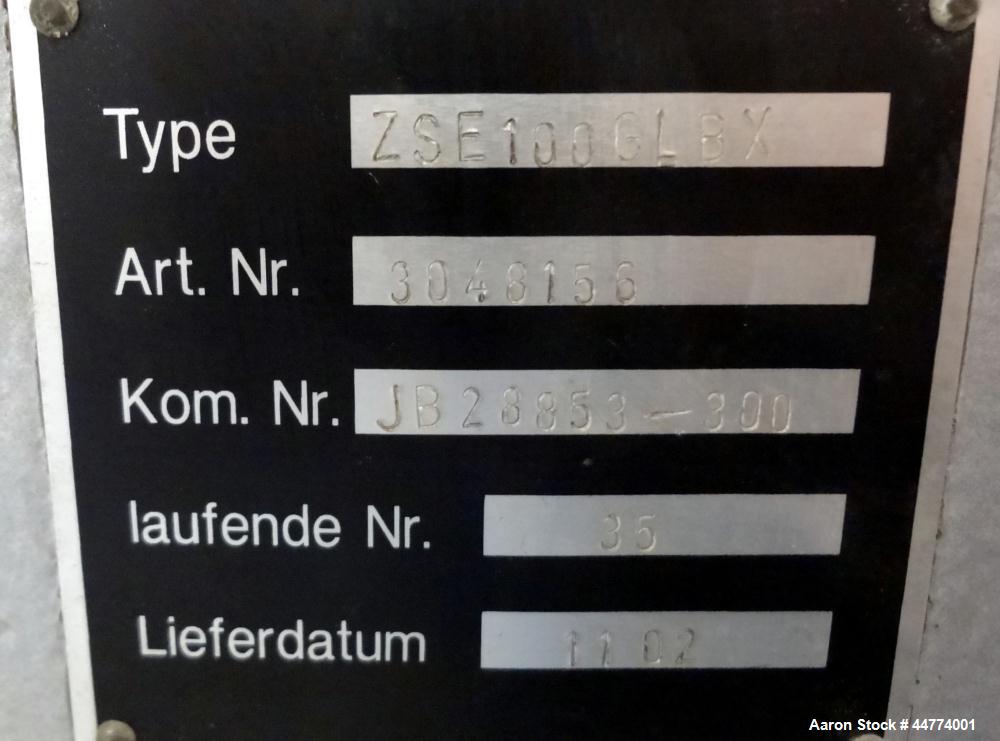 Type ZSE100GLBX
Art. Nr. 3048156
Kom. Nr. JB28853-300
laufende Nr. 35
Lieferdatum 11 02
Aaron Stock # 44774001